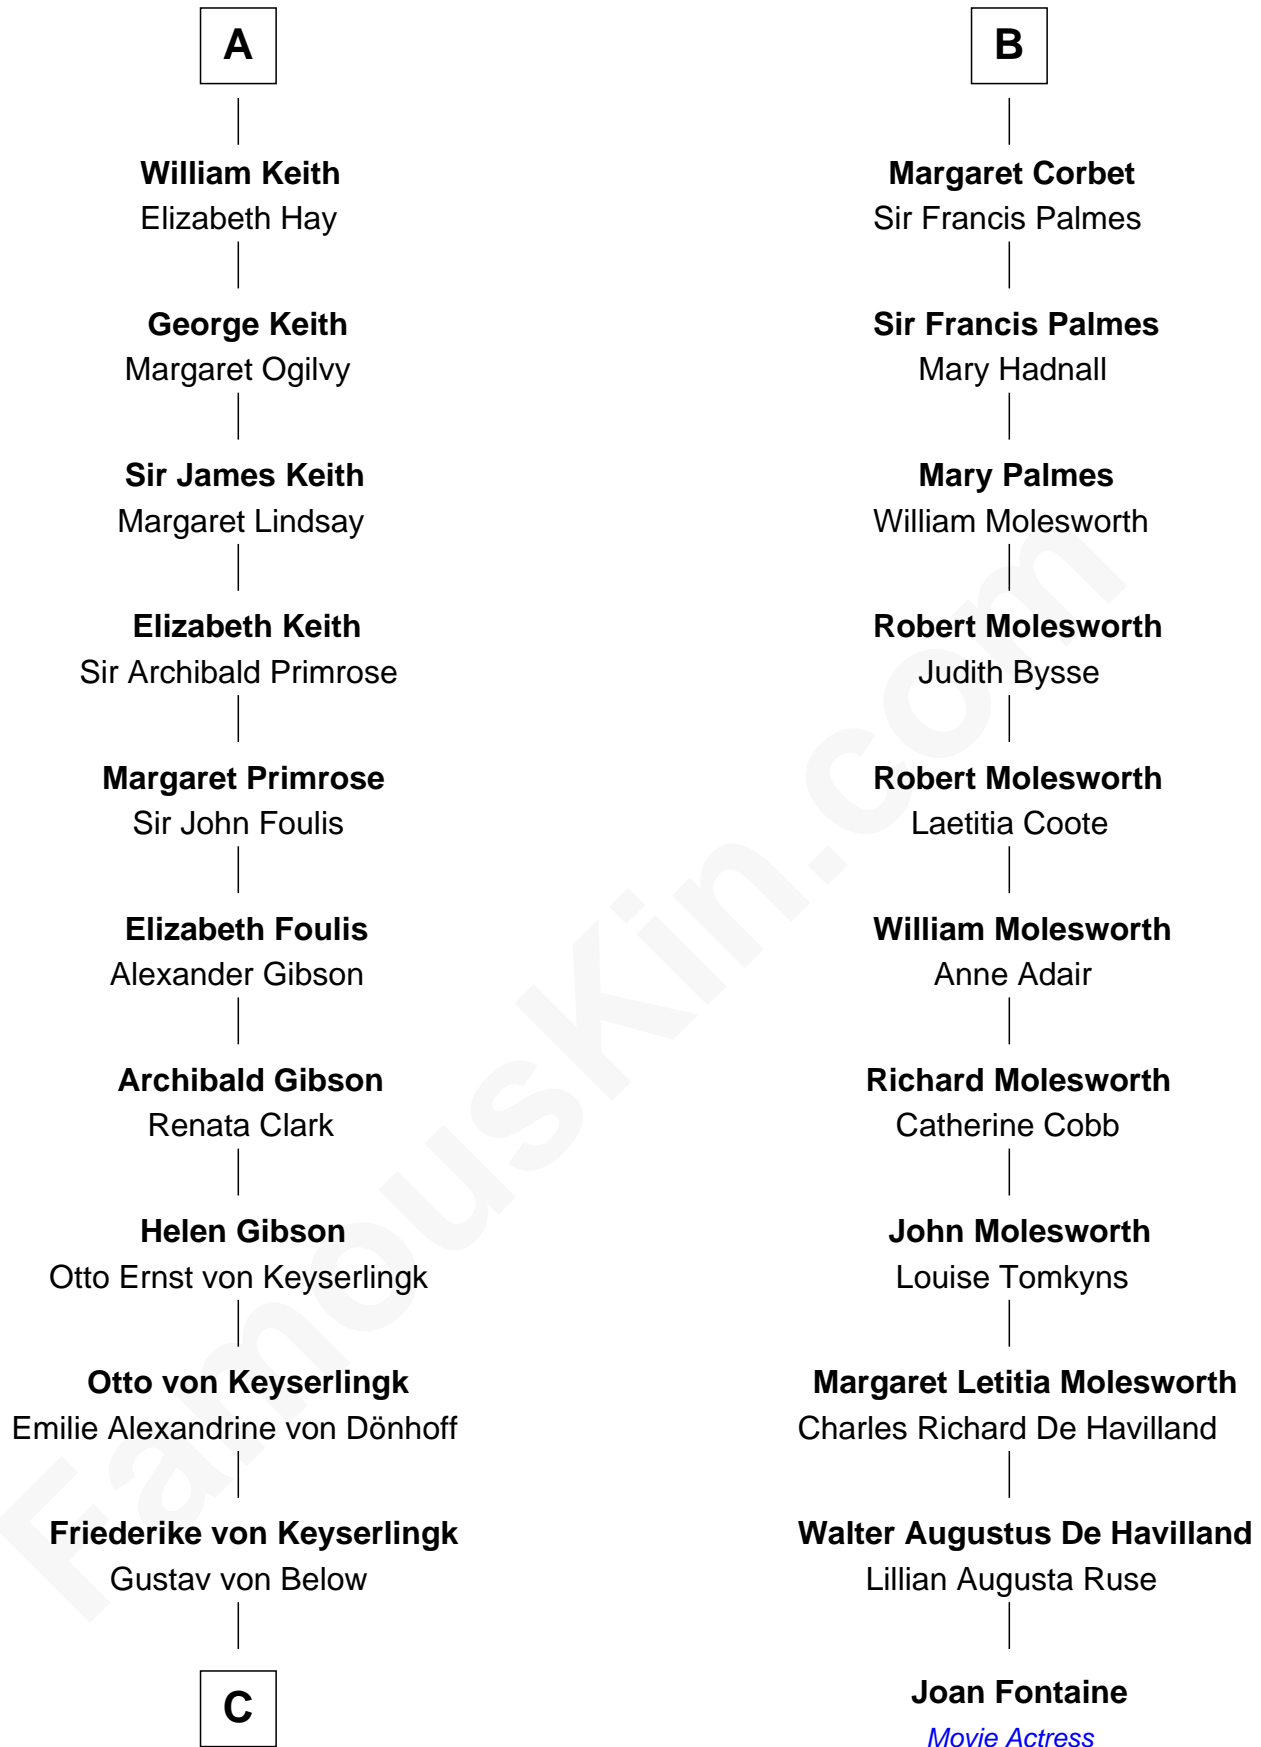 A
William Keith
Elizabeth Hay
George Keith
Margaret Ogilvy
Sir James Keith
Margaret Lindsay
Elizabeth Keith
Sir Archibald Primrose
Margaret Primrose
Sir John Foulis
Elizabeth Foulis
Alexander Gibson
Archibald Gibson
Renata Clark
Helen Gibson
Otto Ernst von Keyserlingk
Otto von Keyserlingk
Emilie Alexandrine von Dönhoff
Friederike von Keyserlingk
Gustav von Below
C
B
Margaret Corbet
Sir Francis Palmes
Sir Francis Palmes
Mary Hadnall
Mary Palmes
William Molesworth
Robert Molesworth
Judith Bysse
Robert Molesworth
Laetitia Coote
William Molesworth
Anne Adair
Richard Molesworth
Catherine Cobb
John Molesworth
Louise Tomkyns
Margaret Letitia Molesworth
Charles Richard De Havilland
Walter Augustus De Havilland
Lillian Augusta Ruse
Joan Fontaine
Movie Actress
FamousKin.com